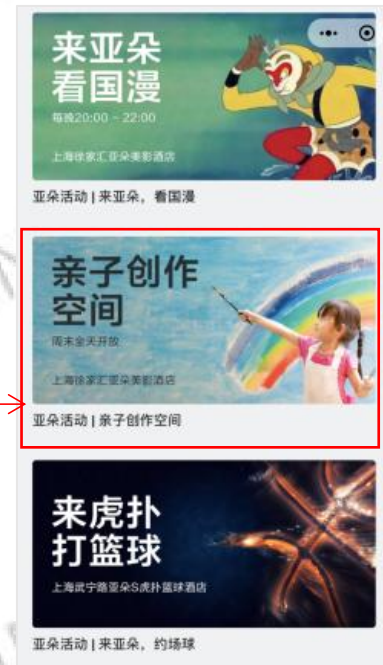 来亚朵
看国漫
每晚20:00 ~ 22:00
上海徐家汇亚朵美影酒店
亚朵活动 | 来亚朵，看国漫
亲子创作
空间
周末全天开放
上海徐家汇亚朵美影酒店
亚朵活动 | 亲子创作空间
来虎扑
打篮球
上海武宁路亚朵S虎扑篮球酒店
亚朵活动 | 来亚朵，约场球